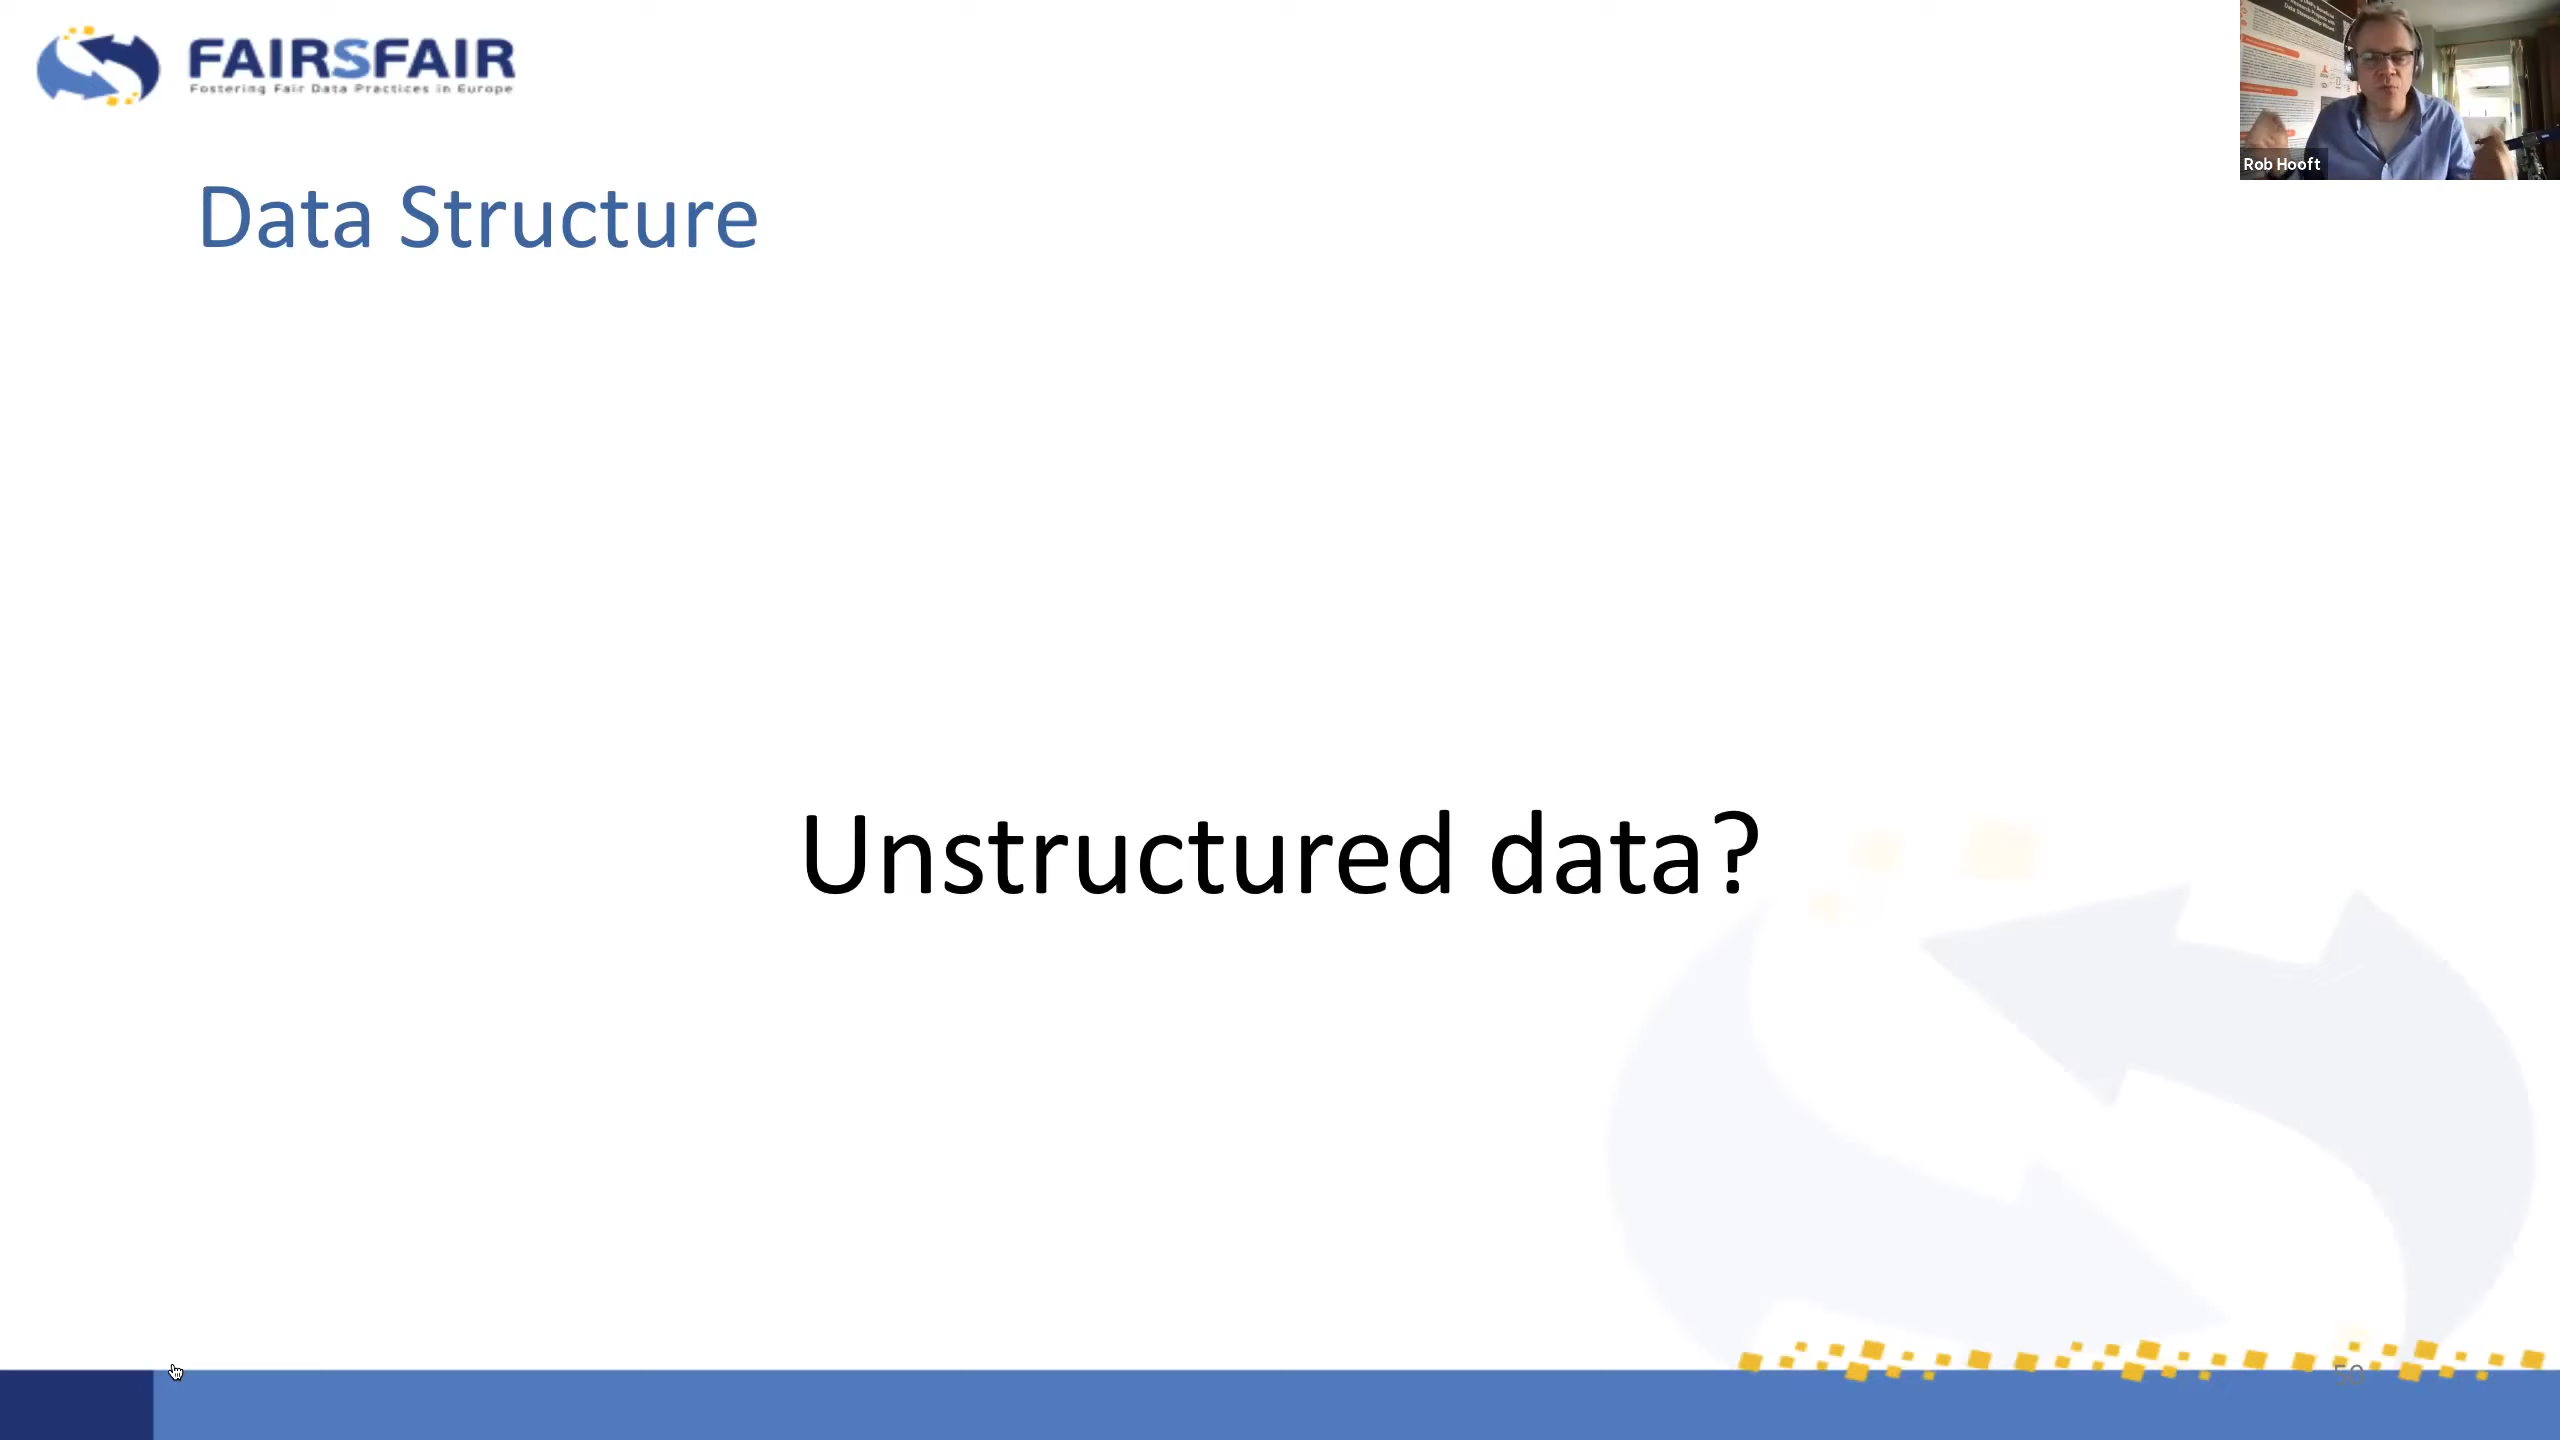 FAIRSFAIR
Fostering Fair Data Practices in Europe
Rob Hooft
Data Structure
Unstructured data?